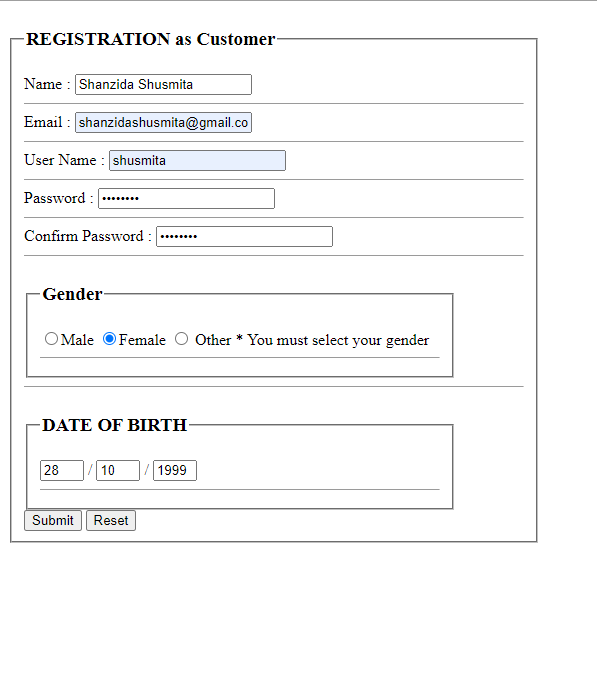 REGISTRATION as Customer
Name : Shanzida Shusmita
Email : shanzidashusmita@gmail.co
User Name : shusmita
Password : ••••••••
Confirm Password : ••••••••
Gender
Male Female Other * You must select your gender
DATE OF BIRTH
28 / 10 / 1999
Submit Reset